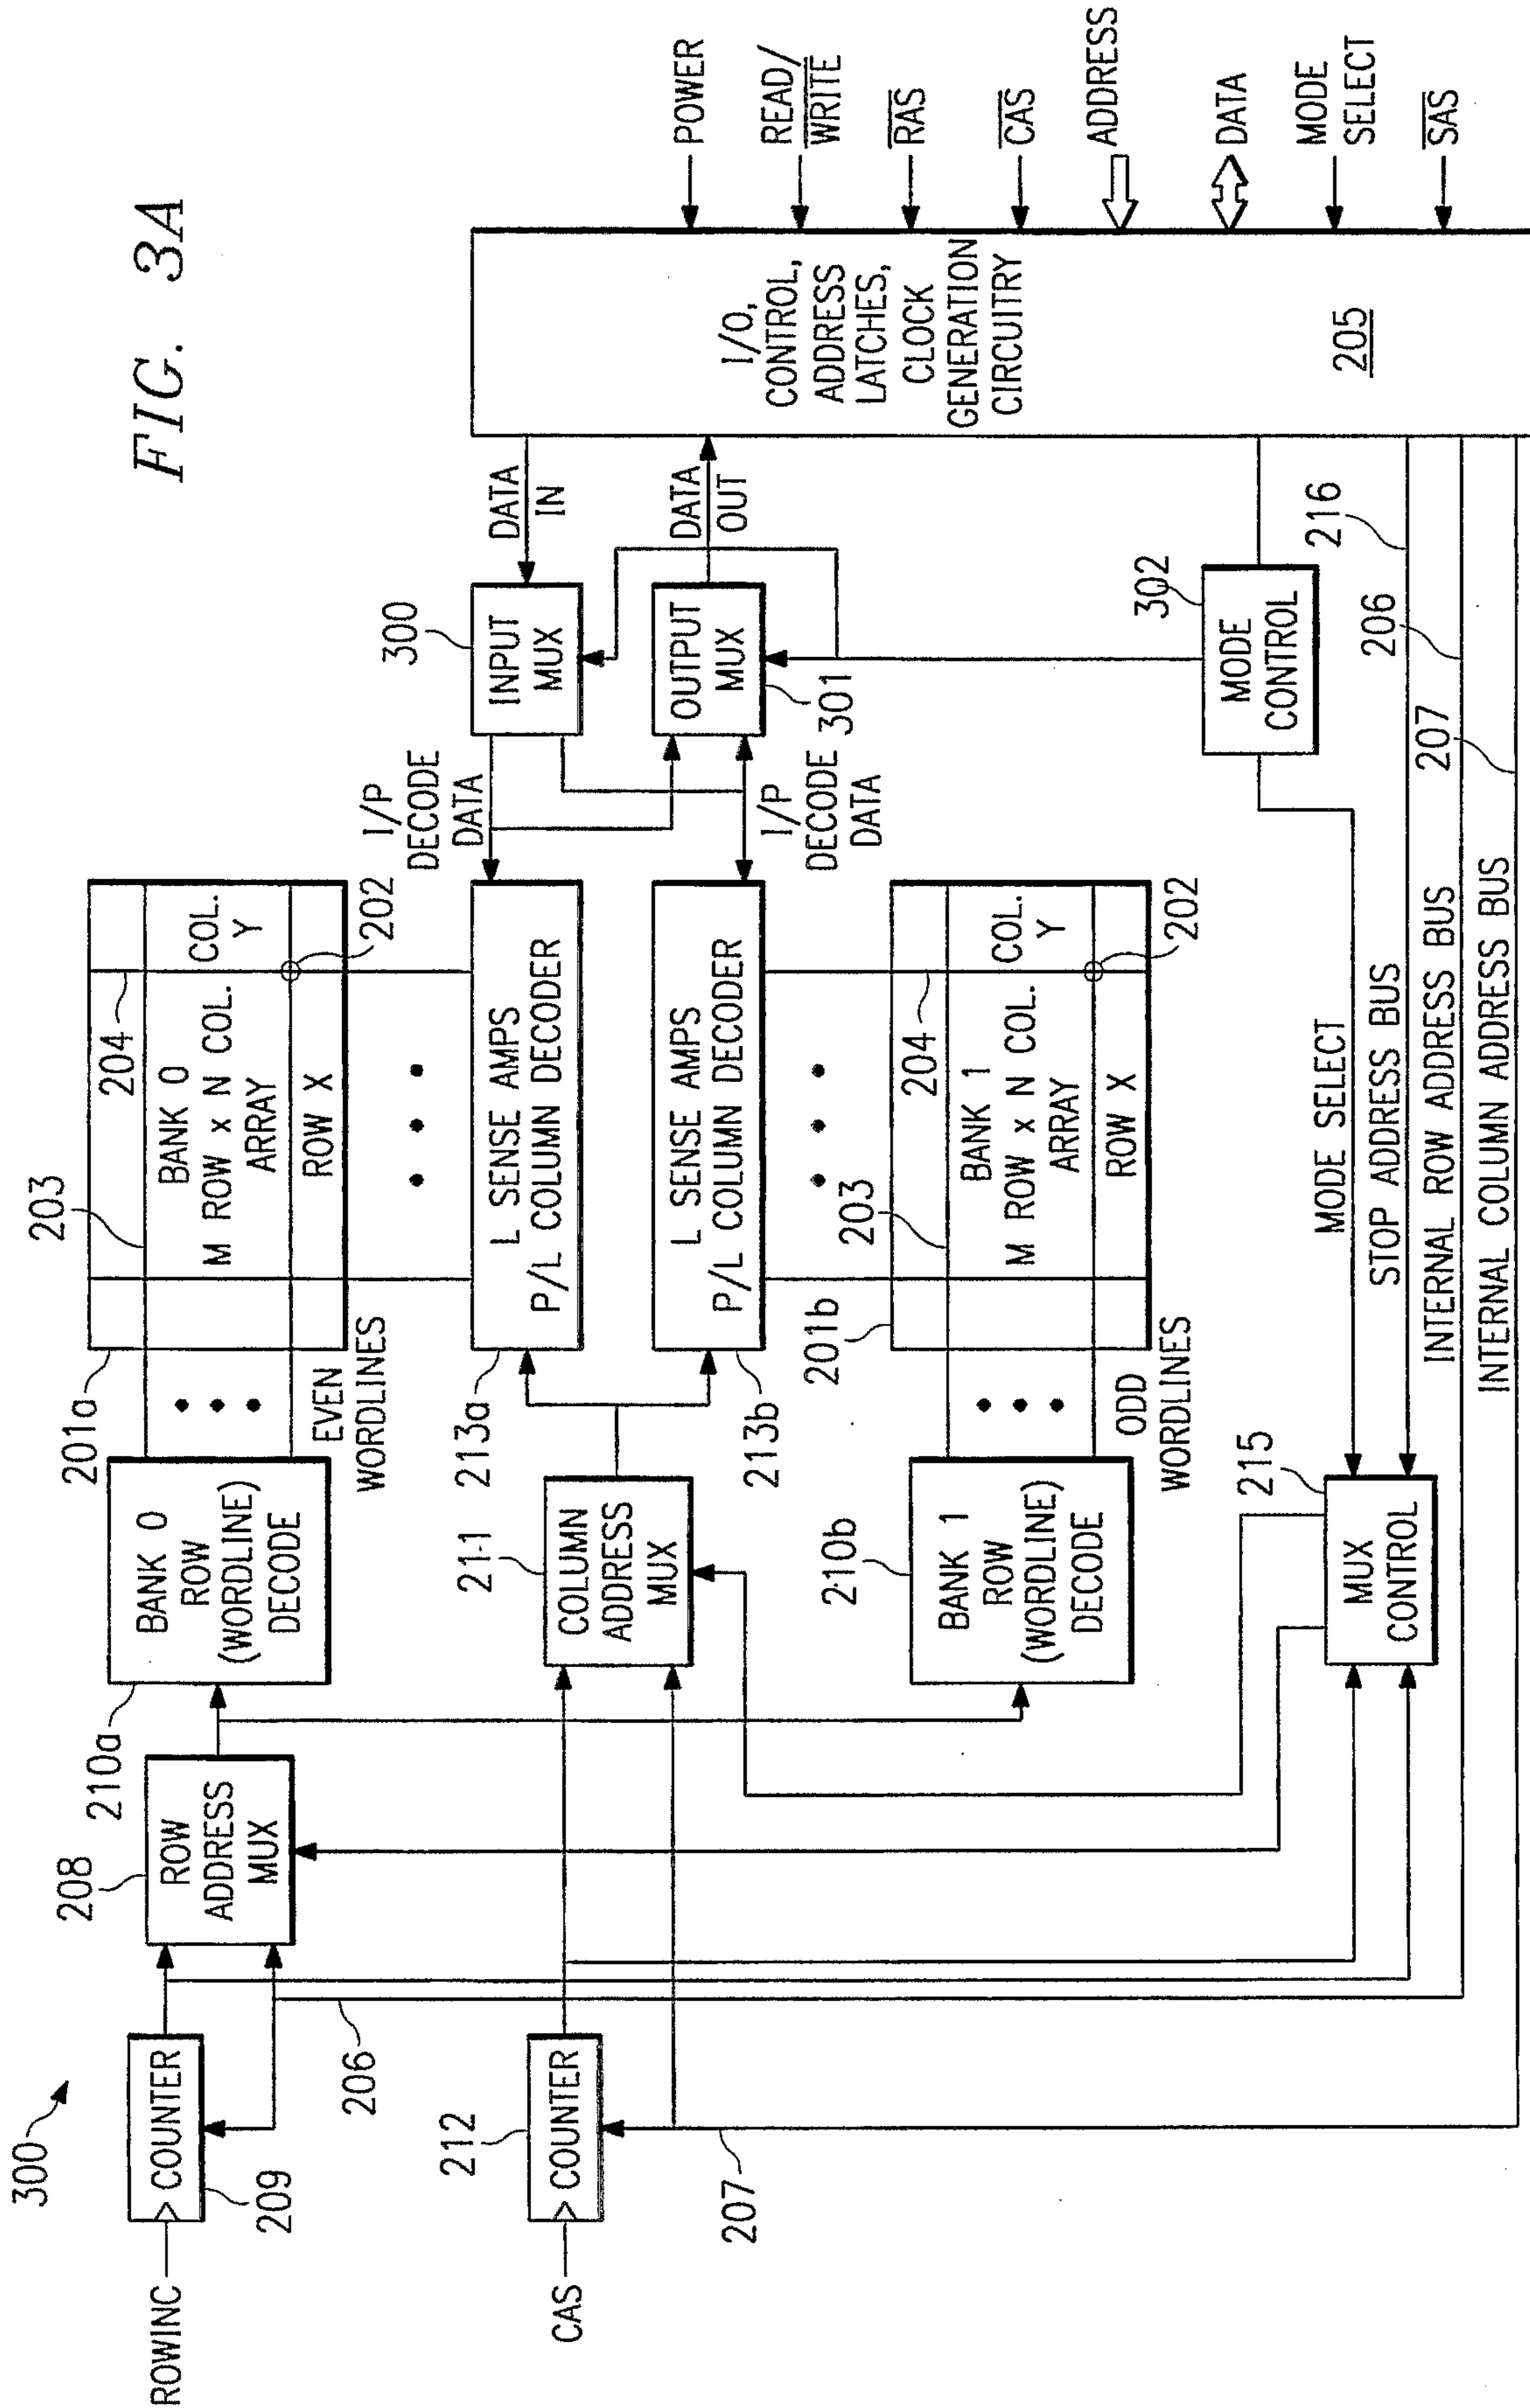 FIG. 3A
300
ROWINC
COUNTER
209
206
208
ROW
ADDRESS
MUX
210a
BANK 0
ROW
(WORDLINE)
DECODE
201a
EVEN
WORDLINES
203
204
BANK 0
M ROW x N COL.
ARRAY
COL.
Y
ROW X
202
CAS
COUNTER
212
207
21-1
COLUMN
ADDRESS
MUX
213a
L SENSE AMPS
P/L COLUMN DECODER
213b
L SENSE AMPS
P/L COLUMN DECODER
I/P
DECODE
DATA
I/P
DECODE
DATA
300
INPUT
MUX
OUTPUT
MUX
301
DATA
IN
DATA
OUT
210b
BANK 1
ROW
(WORDLINE)
DECODE
201b
ODD
WORDLINES
203
204
BANK 1
M ROW x N COL.
ARRAY
COL.
Y
ROW X
202
215
MUX
CONTROL
302
MODE
CONTROL
MODE SELECT
STOP ADDRESS BUS
INTERNAL ROW ADDRESS BUS
INTERNAL COLUMN ADDRESS BUS
216
206
207
I/O,
CONTROL,
ADDRESS
LATCHES,
CLOCK
GENERATION
CIRCUITRY
205
POWER
READ/
WRITE
RAS
CAS
ADDRESS
DATA
MODE
SELECT
SAS